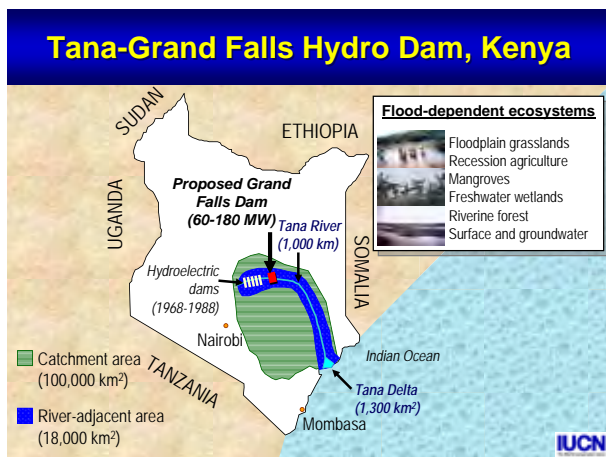 Tana-Grand Falls Hydro Dam, Kenya
SUDAN
ETHIOPIA
UGANDA
SOMALIA
TANZANIA
Flood-dependent ecosystems
Floodplain grasslands
Recession agriculture
Mangroves
Freshwater wetlands
Riverine forest
Surface and groundwater
Proposed Grand
Falls Dam
(60-180 MW)
Tana River
(1,000 km)
Hydroelectric
dams
(1968-1988)
Nairobi
Indian Ocean
Catchment area
(100,000 km²)
Tana Delta
(1,300 km²)
River-adjacent area
(18,000 km²)
Mombasa
IUCN